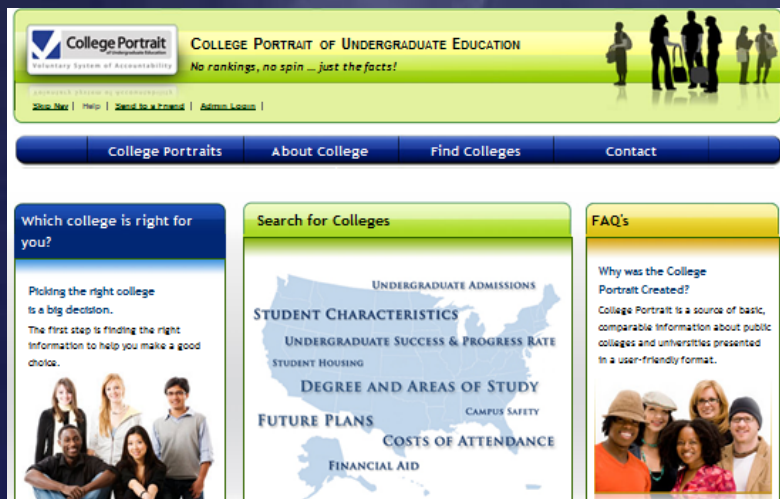 College Portrait
of Undergraduate Education
Voluntary System of Accountability
COLLEGE PORTRAIT OF UNDERGRADUATE EDUCATION
No rankings, no spin ... just the facts!
Skip Nav | Help | Send to a Friend | Admin Login |
College Portraits About College Find Colleges Contact
Which college is right for
you?
Picking the right college
is a big decision.
The first step is finding the right
information to help you make a good
choice.
Search for Colleges
UNDERGRADUATE ADMISSIONS
STUDENT CHARACTERISTICS
UNDERGRADUATE SUCCESS & PROGRESS RATE
STUDENT HOUSING
DEGREE AND AREAS OF STUDY
CAMPUS SAFETY
FUTURE PLANS
COSTS OF ATTENDANCE
FINANCIAL AID
FAQ's
Why was the College
Portrait Created?
College Portrait is a source of basic,
comparable information about public
colleges and universities presented
in a user-friendly format.